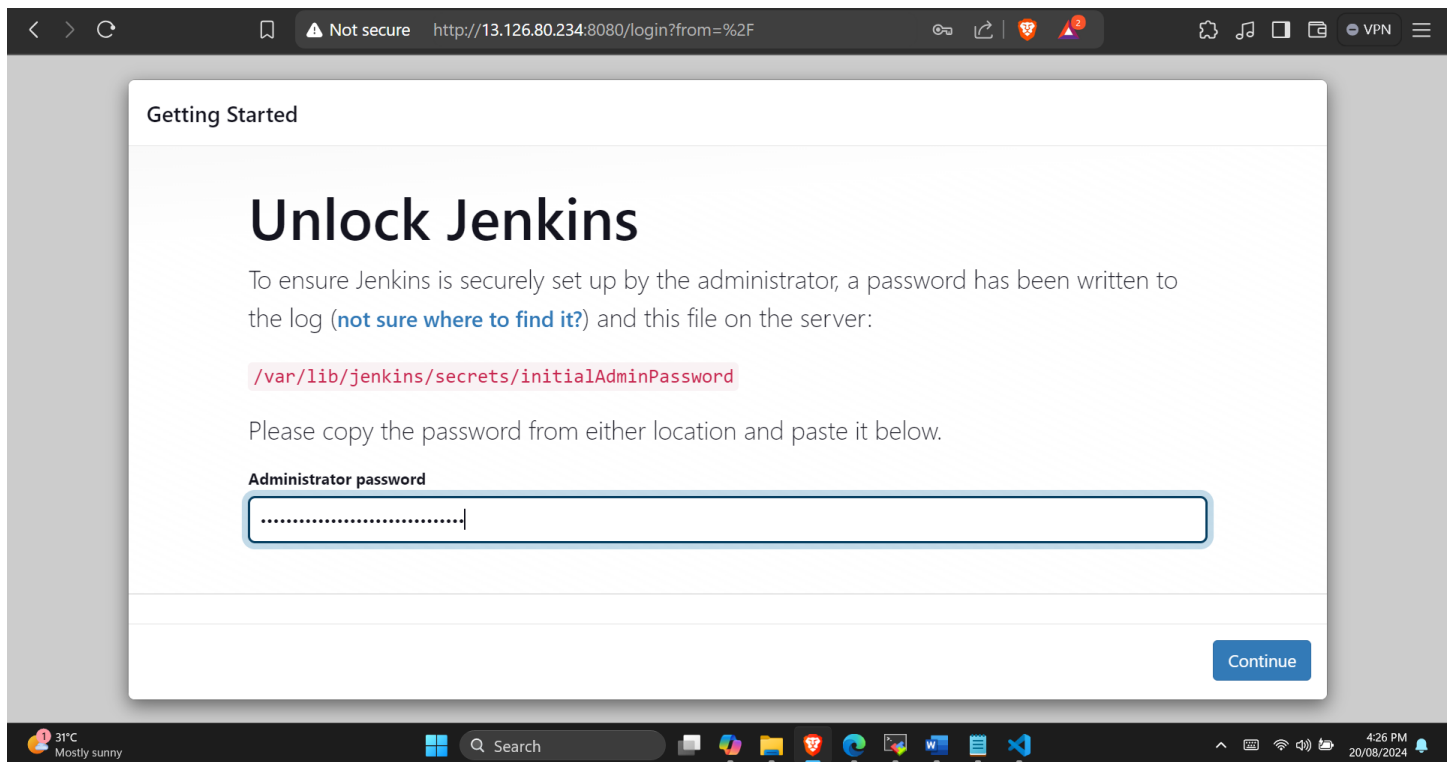 Not secure http://13.126.80.234:8080/login?from=%2F
2
VPN
Getting Started
Unlock Jenkins
To ensure Jenkins is securely set up by the administrator, a password has been written to
the log (not sure where to find it?) and this file on the server:
/var/lib/jenkins/secrets/initialAdminPassword
Please copy the password from either location and paste it below.
Administrator password
••••••••••••••••••••••••••••••••
Continue
1
31°C
Mostly sunny
Search
4:26 PM
20/08/2024